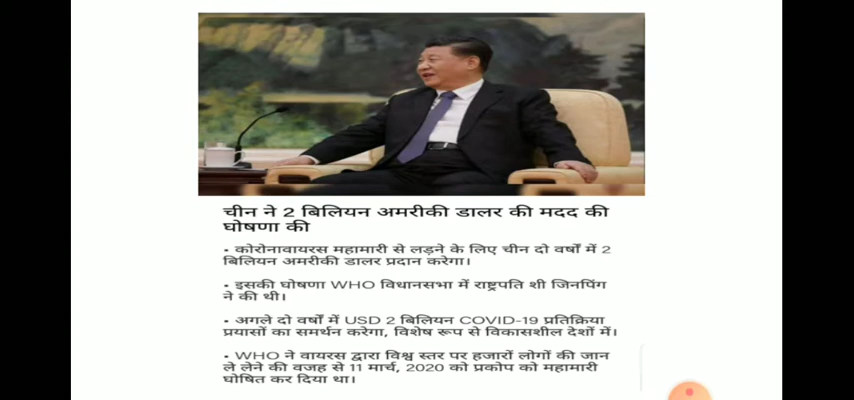 चीन ने 2 बिलियन अमरीकी डालर की मदद की
घोषणा की
• कोरोनावायरस महामारी से लड़ने के लिए चीन दो वर्षों में 2
बिलियन अमरीकी डालर प्रदान करेगा।
• इसकी घोषणा WHO विधानसभा में राष्ट्रपति शी जिनपिंग
ने की थी।
• अगले दो वर्षों में USD 2 बिलियन COVID-19 प्रतिक्रिया
प्रयासों का समर्थन करेगा, विशेष रूप से विकासशील देशों में।
• WHO ने वायरस द्वारा विश्व स्तर पर हजारों लोगों की जान
ले लेने की वजह से 11 मार्च, 2020 को प्रकोप को महामारी
घोषित कर दिया था।